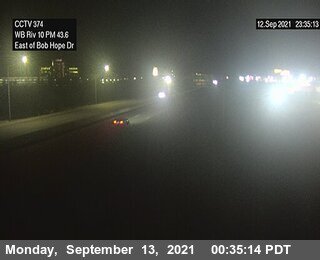 CCTV 374
12.Sep 2021 23:35:13
WB Riv 10 PM 43.6
East of Bob Hope Dr
Monday, September 13, 2021 00:35:14 PDT